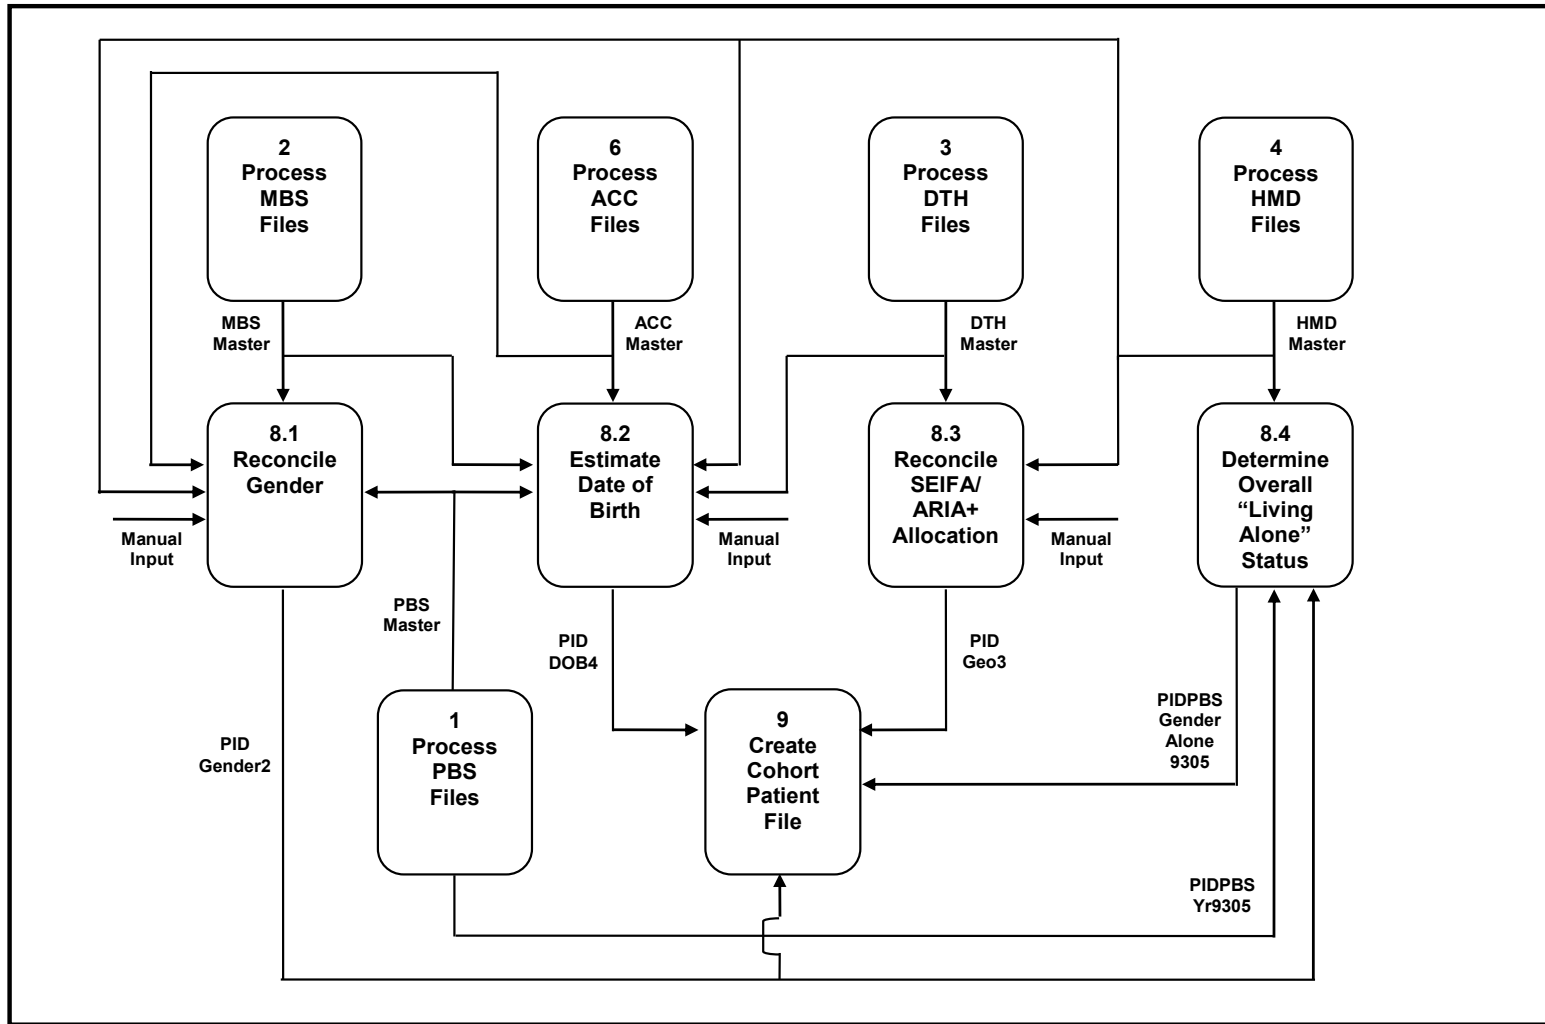 2
Process
MBS
Files
6
Process
ACC
Files
3
Process
DTH
Files
4
Process
HMD
Files
MBS
Master
ACC
Master
DTH
Master
HMD
Master
8.1
Reconcile
Gender
8.2
Estimate
Date of
Birth
8.3
Reconcile
SEIFA/
ARIA+
Allocation
8.4
Determine
Overall
“Living
Alone”
Status
Manual
Input
Manual
Input
Manual
Input
PBS
Master
PID
DOB4
PID
Geo3
PID
Gender2
1
Process
PBS
Files
9
Create
Cohort
Patient
File
PIDPBS
Gender
Alone
9305
PIDPBS
Yr9305